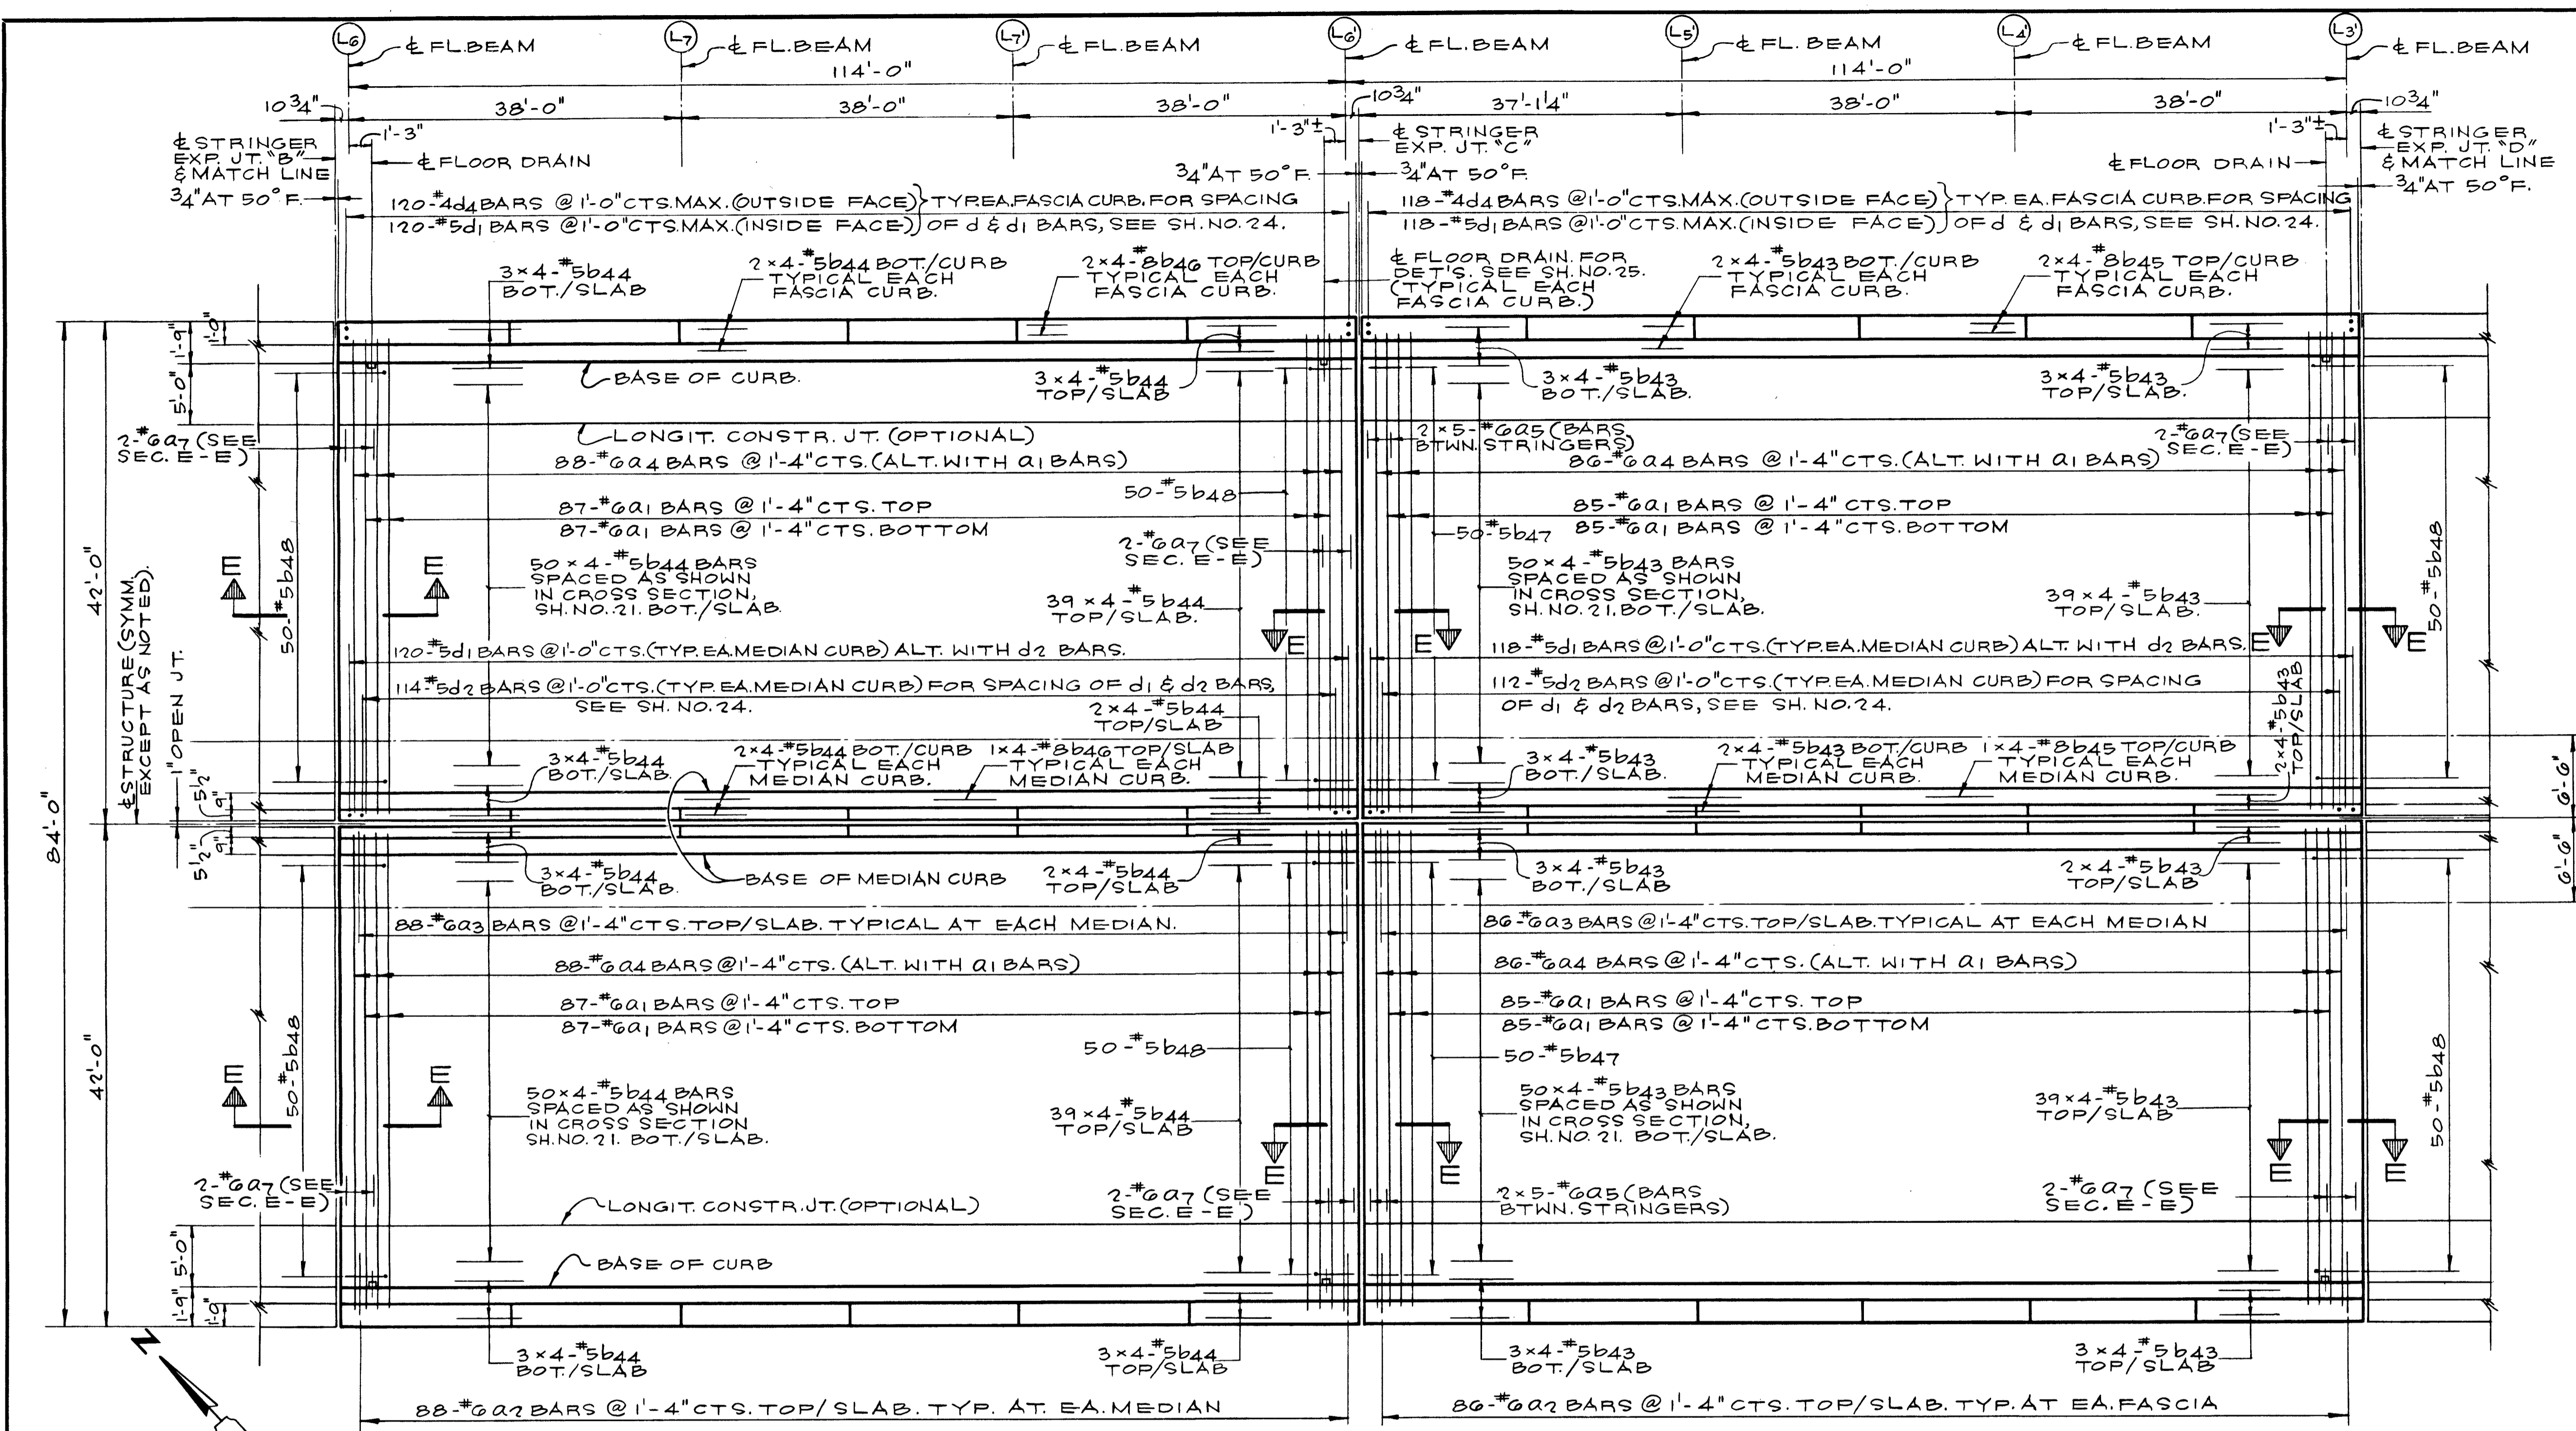 L6
L7
L7'
L6'
L5'
L4'
L3'
℄ FL. BEAM
℄ FL. BEAM
℄ FL. BEAM
℄ FL. BEAM
℄ FL. BEAM
℄ FL. BEAM
℄ FL. BEAM
114'-0"
114'-0"
10 3/4"
38'-0"
38'-0"
38'-0"
10 3/4"
37'-1 1/4"
38'-0"
38'-0"
10 3/4"
1'-3"
1'-3"±
1'-3"±
℄ STRINGER
EXP. JT. "B"
& MATCH LINE
3/4" AT 50°F.
℄ FLOOR DRAIN
℄ STRINGER
EXP. JT. "C"
3/4" AT 50°F.
3/4" AT 50°F.
℄ FLOOR DRAIN
℄ STRINGER
EXP. JT. "D"
& MATCH LINE
3/4" AT 50°F.
120-#4d4 BARS @ 1'-0" CTS. MAX. (OUTSIDE FACE) } TYP. EA. FASCIA CURB. FOR SPACING
120-#5d1 BARS @ 1'-0" CTS. MAX. (INSIDE FACE) } OF d & d1 BARS, SEE SH. NO. 24.
118-#4d4 BARS @ 1'-0" CTS. MAX. (OUTSIDE FACE) } TYP. EA. FASCIA CURB. FOR SPACING
118-#5d1 BARS @ 1'-0" CTS. MAX. (INSIDE FACE) } OF d & d1 BARS, SEE SH. NO. 24.
3×4-#5b44
BOT./SLAB
2×4-#5b44 BOT./CURB
TYPICAL EACH
FASCIA CURB.
2×4-#8b46 TOP/CURB
TYPICAL EACH
FASCIA CURB.
℄ FLOOR DRAIN. FOR
DET'S. SEE SH. NO. 25.
(TYPICAL EACH
FASCIA CURB.)
2×4-#5b43 BOT./CURB
TYPICAL EACH
FASCIA CURB.
2×4-#8b45 TOP/CURB
TYPICAL EACH
FASCIA CURB.
1'-9"
1'-0"
5'-0"
BASE OF CURB.
3×4-#5b44
TOP/SLAB
3×4-#5b43
BOT./SLAB.
3×4-#5b43
TOP/SLAB.
2-#6a7 (SEE
SEC. E-E)
LONGIT. CONSTR. JT. (OPTIONAL)
2×5-#6a5 (BARS
BTWN. STRINGERS)
2-#6a7 (SEE
SEC. E-E)
88-#6a4 BARS @ 1'-4" CTS. (ALT. WITH a1 BARS)
86-#6a4 BARS @ 1'-4" CTS. (ALT. WITH a1 BARS)
50-#5b48
87-#6a1 BARS @ 1'-4" CTS. TOP
87-#6a1 BARS @ 1'-4" CTS. BOTTOM
85-#6a1 BARS @ 1'-4" CTS. TOP
85-#6a1 BARS @ 1'-4" CTS. BOTTOM
50-#5b47
2-#6a7 (SEE
SEC. E-E)
50-#5b48
50-#5b48
E
E
50×4-#5b44 BARS
SPACED AS SHOWN
IN CROSS SECTION,
SH. NO. 21. BOT./SLAB.
39×4-#5b44
TOP/SLAB.
50×4-#5b43 BARS
SPACED AS SHOWN
IN CROSS SECTION,
SH. NO. 21. BOT./SLAB.
39×4-#5b43
TOP/SLAB.
E
E
E
E
42'-0"
84'-0"
42'-0"
℄ STRUCTURE (SYMM.
EXCEPT AS NOTED).
1" OPEN JT.
120-#5d1 BARS @ 1'-0" CTS. (TYP. EA. MEDIAN CURB) ALT. WITH d2 BARS.
118-#5d1 BARS @ 1'-0" CTS. (TYP. EA. MEDIAN CURB) ALT. WITH d2 BARS.
114-#5d2 BARS @ 1'-0" CTS. (TYP. EA. MEDIAN CURB) FOR SPACING OF d1 & d2 BARS,
SEE SH. NO. 24.
112-#5d2 BARS @ 1'-0" CTS. (TYP. EA. MEDIAN CURB) FOR SPACING
OF d1 & d2 BARS, SEE SH. NO. 24.
2×4-#5b44
TOP/SLAB
2×4-#5b43
TOP/SLAB
3×4-#5b44
BOT./SLAB.
2×4-#5b44 BOT./CURB
TYPICAL EACH
MEDIAN CURB.
1×4-#8b46 TOP/SLAB
TYPICAL EACH
MEDIAN CURB.
3×4-#5b43
BOT./SLAB.
2×4-#5b43 BOT./CURB
TYPICAL EACH
MEDIAN CURB.
1×4-#8b45 TOP/CURB
TYPICAL EACH
MEDIAN CURB.
5 1/2"
9"
5 1/2"
9"
6'-6"
6'-6"
3×4-#5b44
BOT./SLAB.
BASE OF MEDIAN CURB
2×4-#5b44
TOP/SLAB
3×4-#5b43
BOT./SLAB
2×4-#5b43
TOP/SLAB
88-#6a3 BARS @ 1'-4" CTS. TOP/SLAB. TYPICAL AT EACH MEDIAN.
86-#6a3 BARS @ 1'-4" CTS. TOP/SLAB. TYPICAL AT EACH MEDIAN
88-#6a4 BARS @ 1'-4" CTS. (ALT. WITH a1 BARS)
86-#6a4 BARS @ 1'-4" CTS. (ALT. WITH a1 BARS)
87-#6a1 BARS @ 1'-4" CTS. TOP
87-#6a1 BARS @ 1'-4" CTS. BOTTOM
85-#6a1 BARS @ 1'-4" CTS. TOP
85-#6a1 BARS @ 1'-4" CTS. BOTTOM
50-#5b48
50-#5b48
50-#5b47
50-#5b48
E
E
50×4-#5b44 BARS
SPACED AS SHOWN
IN CROSS SECTION
SH. NO. 21. BOT./SLAB.
39×4-#5b44
TOP/SLAB
50×4-#5b43 BARS
SPACED AS SHOWN
IN CROSS SECTION,
SH. NO. 21. BOT./SLAB.
39×4-#5b43
TOP/SLAB
E
E
E
E
2-#6a7 (SEE
SEC. E-E)
LONGIT. CONSTR. JT. (OPTIONAL)
2-#6a7 (SEE
SEC. E-E)
2×5-#6a5 (BARS
BTWN. STRINGERS)
2-#6a7 (SEE
SEC. E-E)
5'-0"
1'-9"
1'-0"
BASE OF CURB
N
3×4-#5b44
BOT./SLAB
3×4-#5b44
TOP/SLAB
3×4-#5b43
BOT./SLAB
3×4-#5b43
TOP/SLAB
88-#6a2 BARS @ 1'-4" CTS. TOP/SLAB. TYP. AT. EA. MEDIAN
86-#6a2 BARS @ 1'-4" CTS. TOP/SLAB. TYP. AT EA. FASCIA